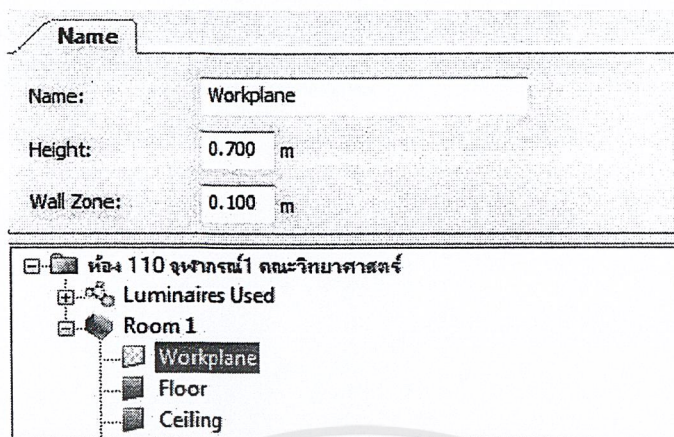 Name
Name: Workplane
Height: 0.700 m
Wall Zone: 0.100 m
ห้อง 110 จุฬาภรณ์1 คณะวิทยาศาสตร์
Luminaires Used
Room 1
Workplane
Floor
Ceiling